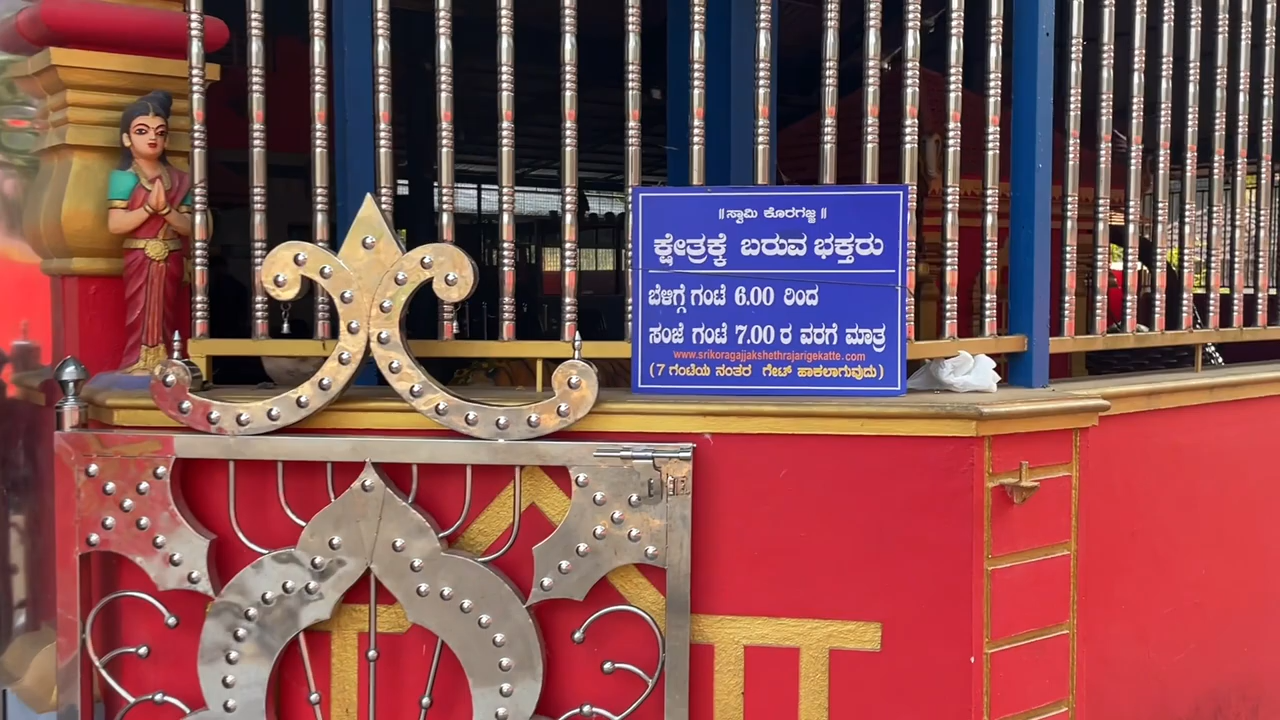 ॥ ಸ್ವಾಮಿ ಕೊರಗಜ್ಜ ॥
ಕ್ಷೇತ್ರಕ್ಕೆ ಬರುವ ಭಕ್ತರು
ಬೆಳಿಗ್ಗೆ ಗಂಟೆ 6.00 ರಿಂದ
ಸಂಜೆ ಗಂಟೆ 7.00 ರ ವರೆಗೆ ಮಾತ್ರ
www.srikoragajjakshethrajarigekatte.com
(7 ಗಂಟೆಯ ನಂತರ ಗೇಟ್ ಹಾಕಲಾಗುವುದು)